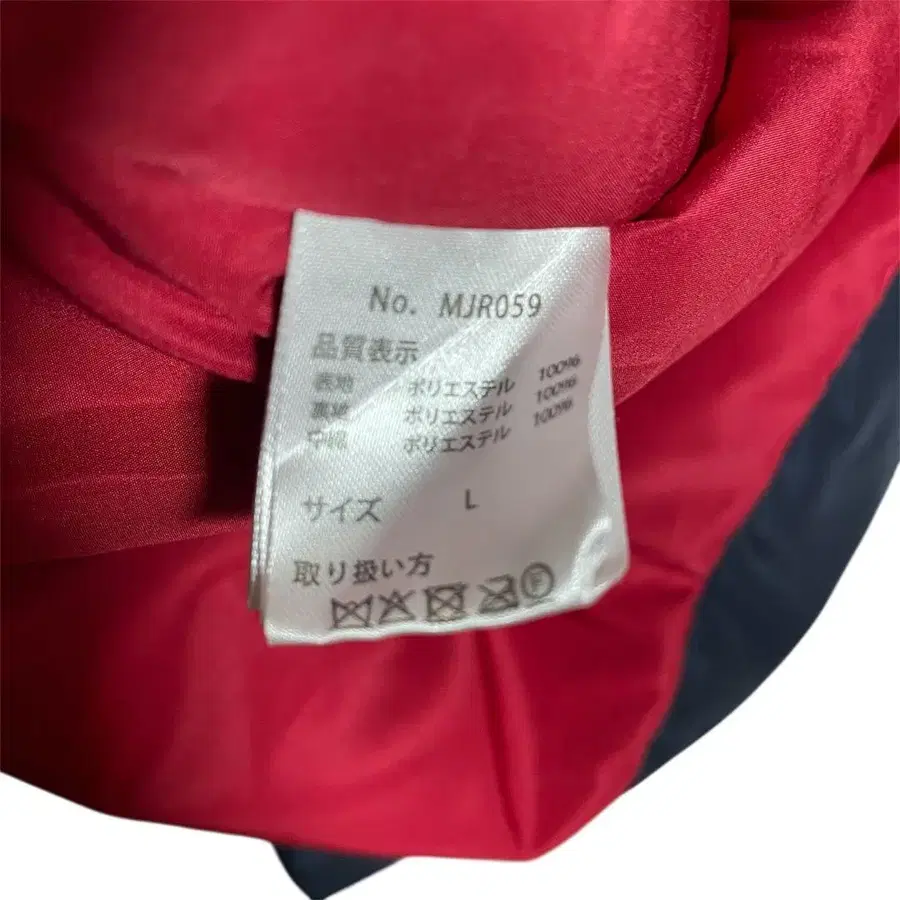 No. MJR059
品質表示
表地 ポリエステル 100%
裏地 ポリエステル 100%
中綿 ポリエステル 100%
サイズ L
取り扱い方